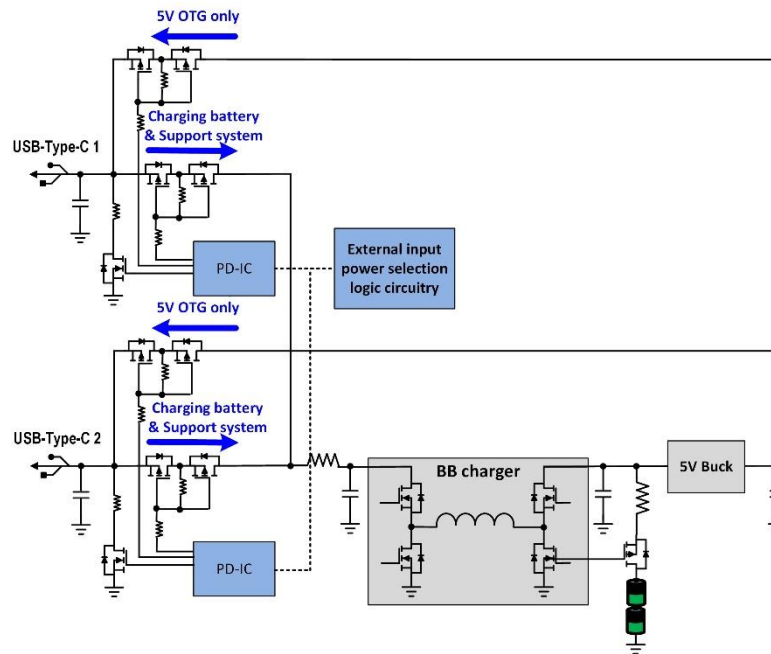 5V OTG only
Charging battery
& Support system
USB-Type-C 1
PD-IC
External input
power selection
logic circuitry
5V OTG only
Charging battery
& Support system
USB-Type-C 2
BB charger
5V Buck
PD-IC